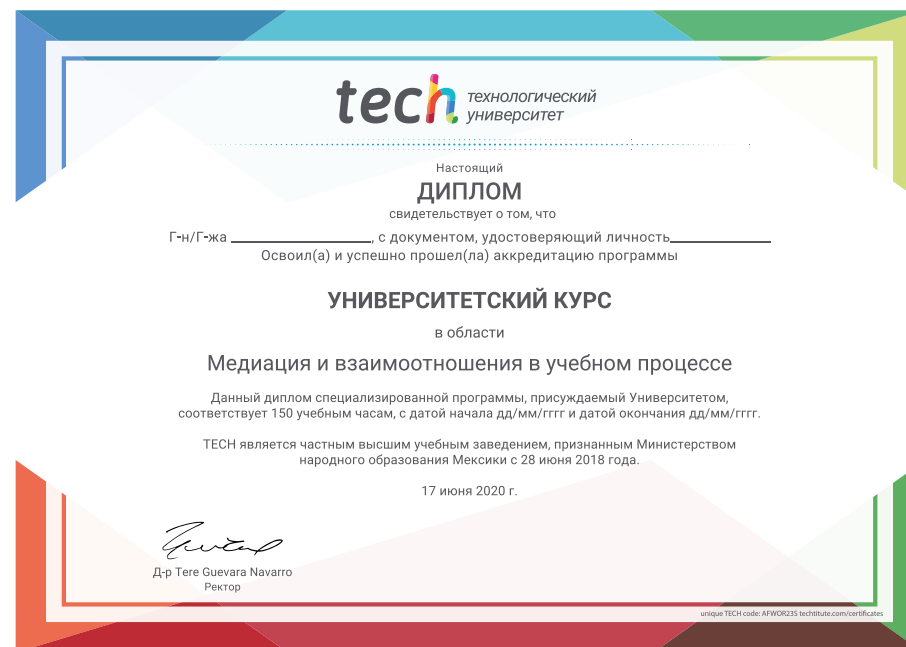 tech технологический
университет
Настоящий
ДИПЛОМ
свидетельствует о том, что
Г-н/Г-жа ____________________, с документом, удостоверяющий личность______________
Освоил(а) и успешно прошел(ла) аккредитацию программы
УНИВЕРСИТЕТСКИЙ КУРС
в области
Медиация и взаимоотношения в учебном процессе
Данный диплом специализированной программы, присуждаемый Университетом,
соответствует 150 учебным часам, с датой начала дд/мм/гггг и датой окончания дд/мм/гггг.
TECH является частным высшим учебным заведением, признанным Министерством
народного образования Мексики с 28 июня 2018 года.
17 июня 2020 г.
Д-р Tere Guevara Navarro
Ректор
unique TECH code: AFWOR23S techtitute.com/certificates